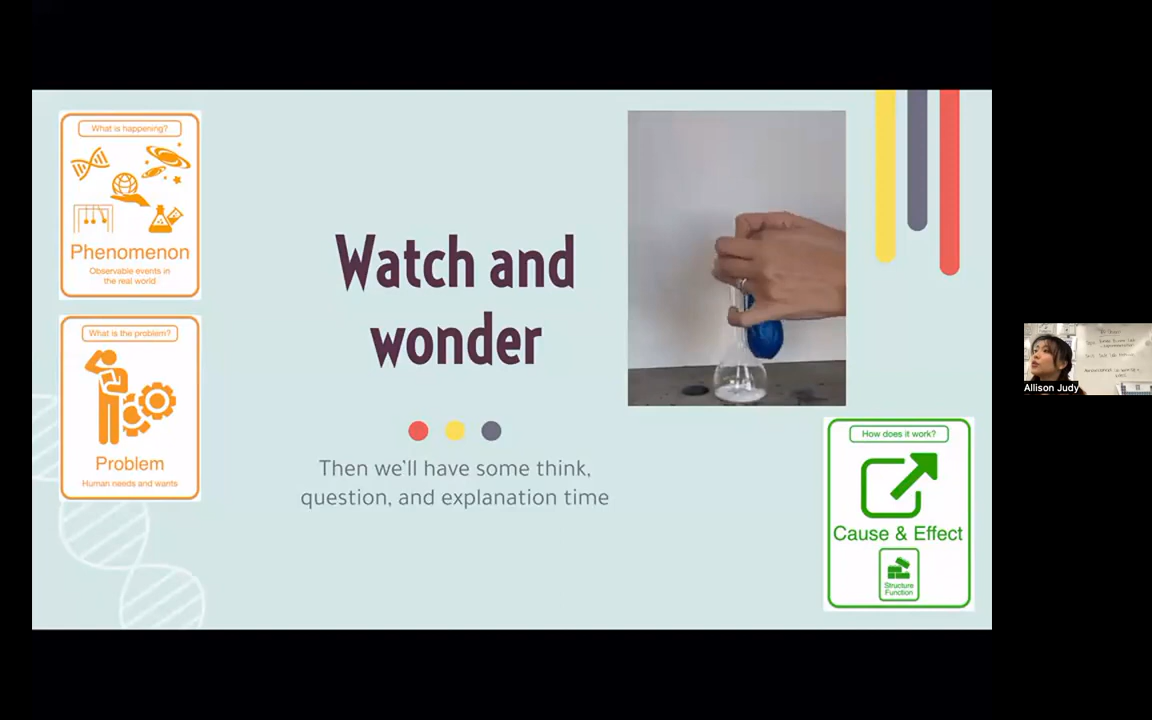 What is happening?
Phenomenon
Observable events in
the real world
What is the problem?
Problem
Human needs and wants
Watch and
wonder
Then we'll have some think,
question, and explanation time
How does it work?
Cause & Effect
Structure
Function
Allison Judy